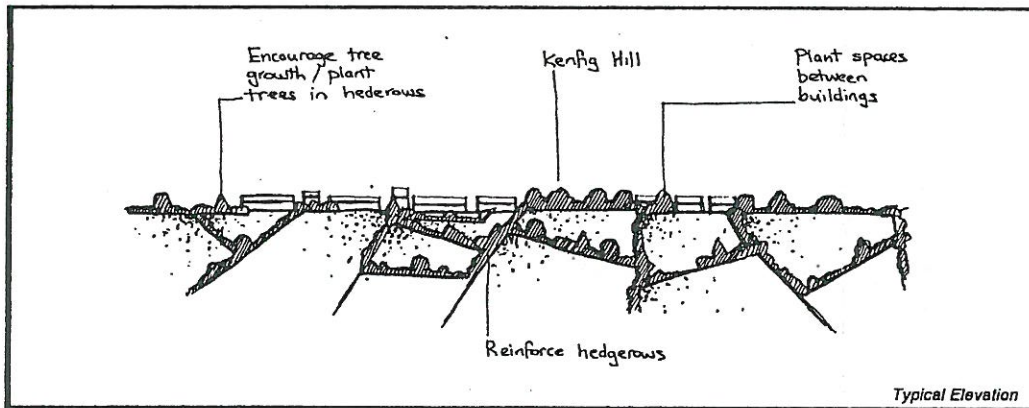 Encourage tree
growth / plant
trees in hederows
Kenfig Hill
Plant spaces
between
buildings
Reinforce hedgerows
Typical Elevation